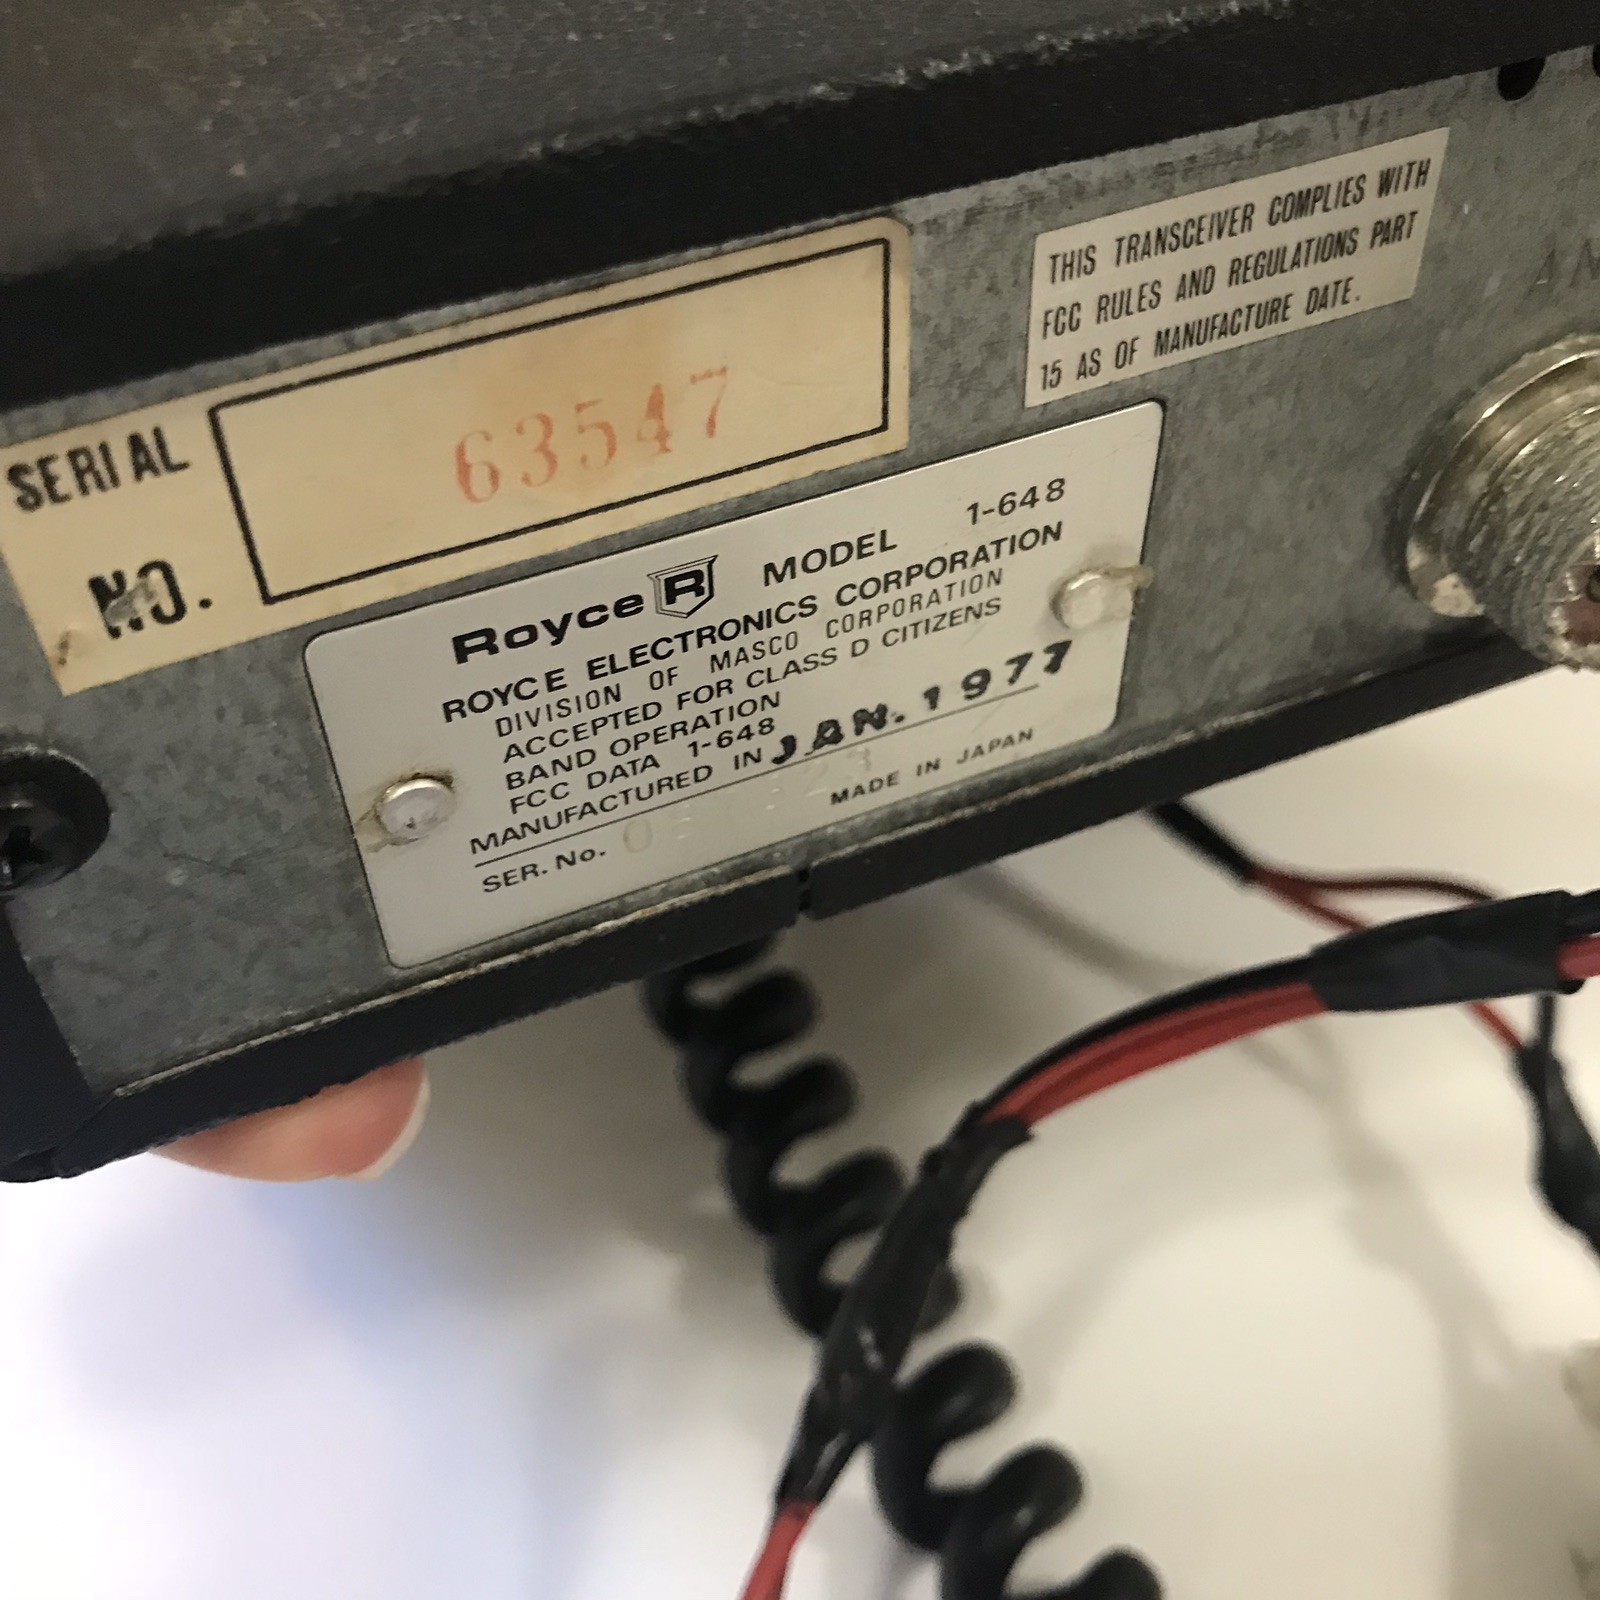 SERIAL
NO.
63547
THIS TRANSCEIVER COMPLIES WITH
FCC RULES AND REGULATIONS PART
15 AS OF MANUFACTURE DATE.
Royce R MODEL 1-648
ROYCE ELECTRONICS CORPORATION
DIVISION OF MASCO CORPORATION
ACCEPTED FOR CLASS D CITIZENS
BAND OPERATION
FCC DATA 1-648
MANUFACTURED IN JAN. 1977
SER. No.
MADE IN JAPAN